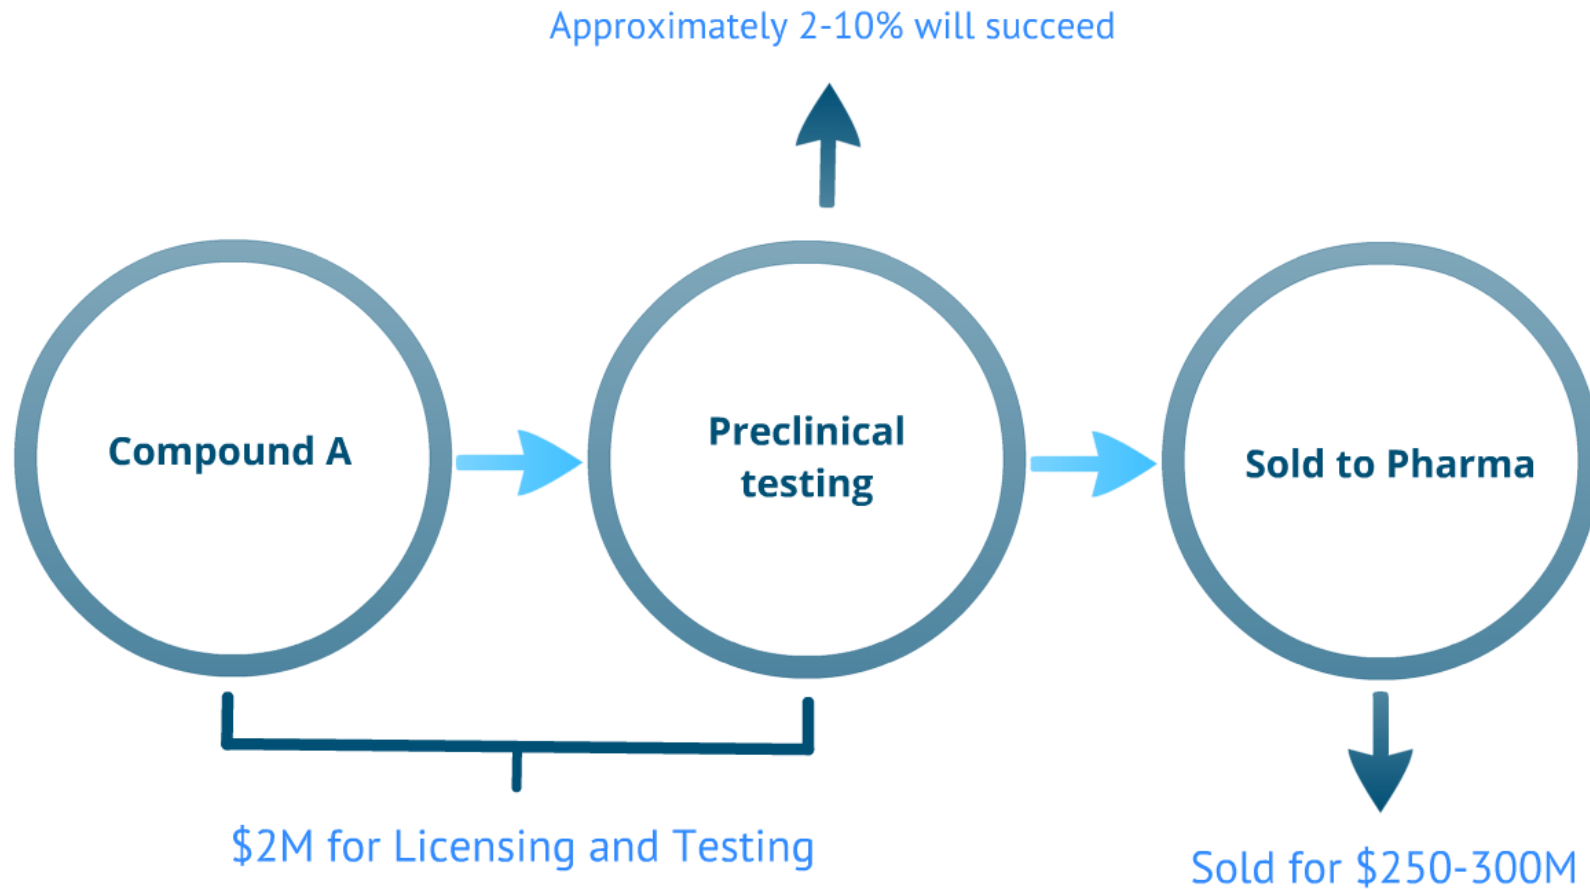 Approximately 2-10% will succeed
Compound A
Preclinical
testing
Sold to Pharma
$2M for Licensing and Testing
Sold for $250-300M